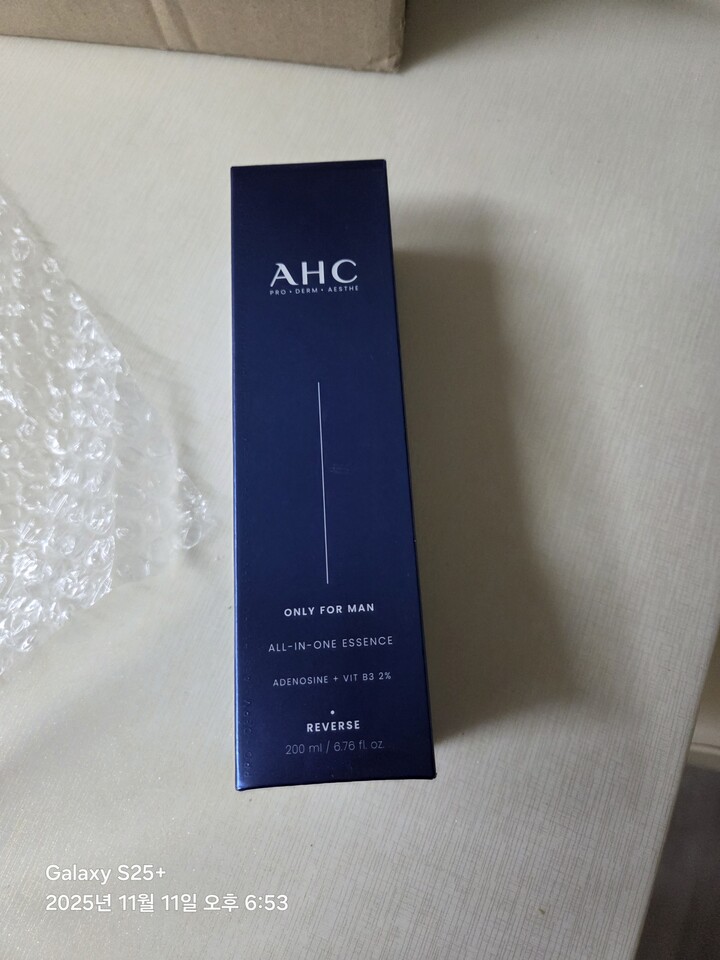 AHC
PRO • DERM • AESTHE
ONLY FOR MAN
ALL-IN-ONE ESSENCE
ADENOSINE + VIT B3 2%
REVERSE
200 ml / 6.76 fl. oz.
Galaxy S25+
2025년 11월 11일 오후 6:53